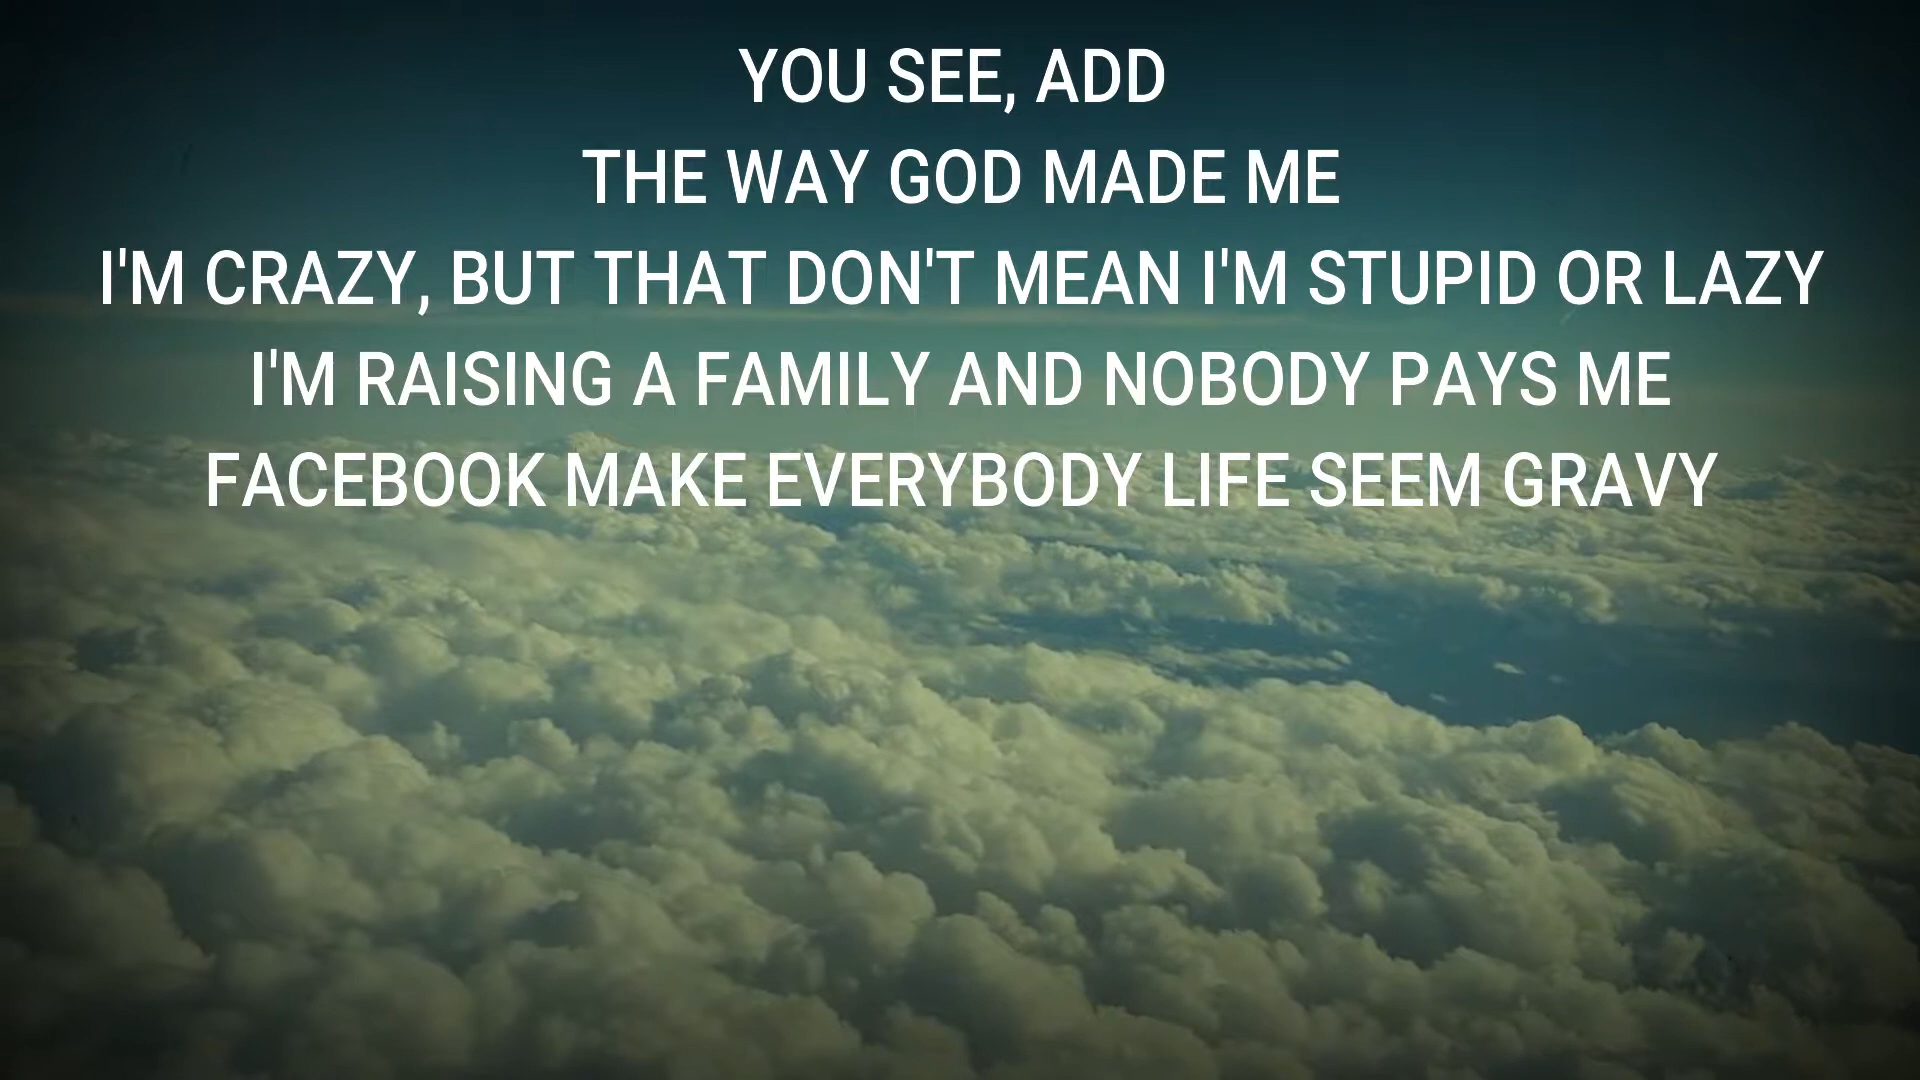 YOU SEE, ADD
THE WAY GOD MADE ME
I'M CRAZY, BUT THAT DON'T MEAN I'M STUPID OR LAZY
I'M RAISING A FAMILY AND NOBODY PAYS ME
FACEBOOK MAKE EVERYBODY LIFE SEEM GRAVY